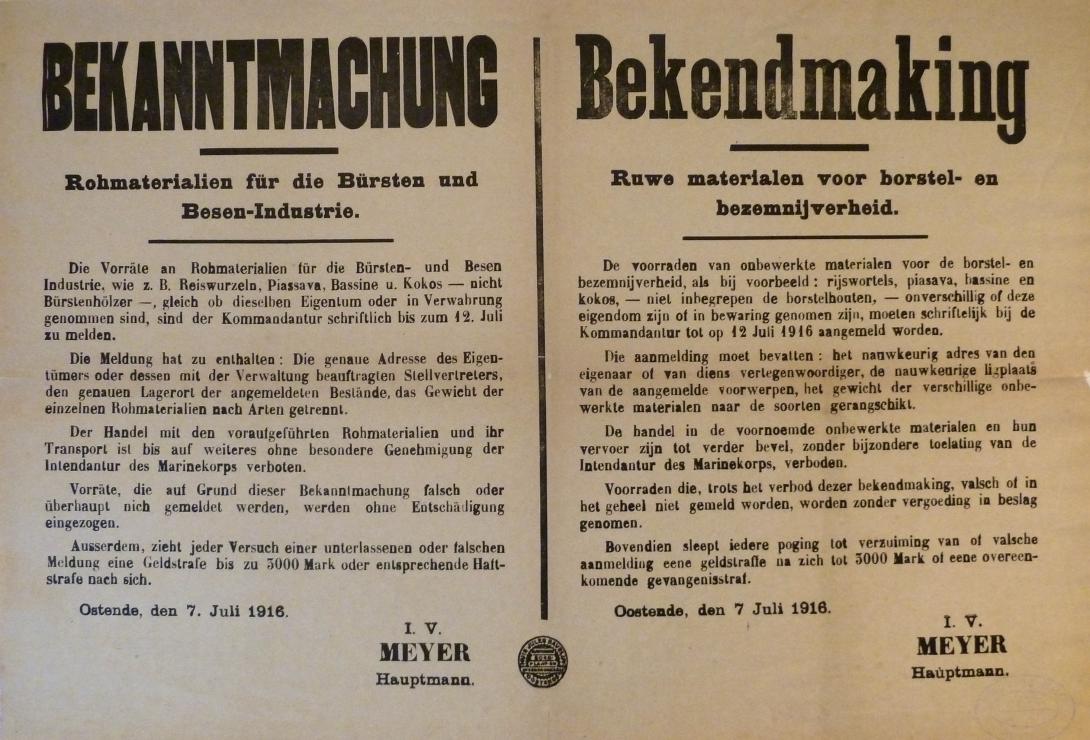 BEKANNTMACHUNG
Rohmaterialien für die Bürsten und
Besen-Industrie.
Die Vorräte an Rohmaterialien für die Bürsten- und Besen
Industrie, wie z. B. Reiswurzeln, Piassava, Bassine u. Kokos — nicht
Bürstenhölzer —, gleich ob dieselben Eigentum oder in Verwahrung
genommen sind, sind der Kommandantur schriftlich bis zum 12. Juli
zu melden.
Die Meldung hat zu enthalten : Die genaue Adresse des Eigen-
tümers oder dessen mit der Verwaltung beauftragten Stellvertreters,
den genauen Lagerort der angemeldeten Bestände, das Gewicht der
einzelnen Rohmaterialien nach Arten getrennt.
Der Handel mit den voraufgeführten Rohmaterialien und ihr
Transport ist bis auf weiteres ohne besondere Genehmigung der
Intendantur des Marinekorps verboten.
Vorräte, die auf Grund dieser Bekanntmachung falsch oder
überhaupt nich gemeldet werden, werden ohne Entschädigung
eingezogen.
Ausserdem, zieht jeder Versuch einer unterlassenen oder falschen
Meldung eine Geldstrafe bis zu 3000 Mark oder entsprechende Haft-
strafe nach sich.
Ostende, den 7. Juli 1916.
I. V.
MEYER
Hauptmann.
Bekendmaking
Ruwe materialen voor borstel- en
bezemnijverheid.
De voorraden van onbewerkte materialen voor de borstel- en
bezemnijverheid, als bij voorbeeld : rijswortels, piasava, bassine en
kokos, — niet inbegrepen de borstelhouten, — onverschillig of deze
eigendom zijn of in bewaring genomen zijn, moeten schriftelijk bij de
Kommandantur tot op 12 Juli 1916 aangemeld worden.
Die aanmelding moet bevatten : het nauwkeurig adres van den
eigenaar of van diens vertegenwoordiger, de nauwkeurige ligplaats
van de aangemelde voorwerpen, het gewicht der verschillige onbe-
werkte materialen naar de soorten gerangschikt.
De handel in de voornoemde onbewerkte materialen en hun
vervoer zijn tot verder bevel, zonder bijzondere toelating van de
Intendantur des Marinekorps, verboden.
Voorraden die, trots het verbod dezer bekendmaking, valsch of in
het geheel niet gemeld worden, worden zonder vergoeding in beslag
genomen.
Bovendien sleept iedere poging tot verzuiming van of valsche
aanmelding eene geldstraffe na zich tot 3000 Mark of eene overeen-
komende gevangenisstraf.
Oostende, den 7 Juli 1916.
I. V.
MEYER
Hauptmann.